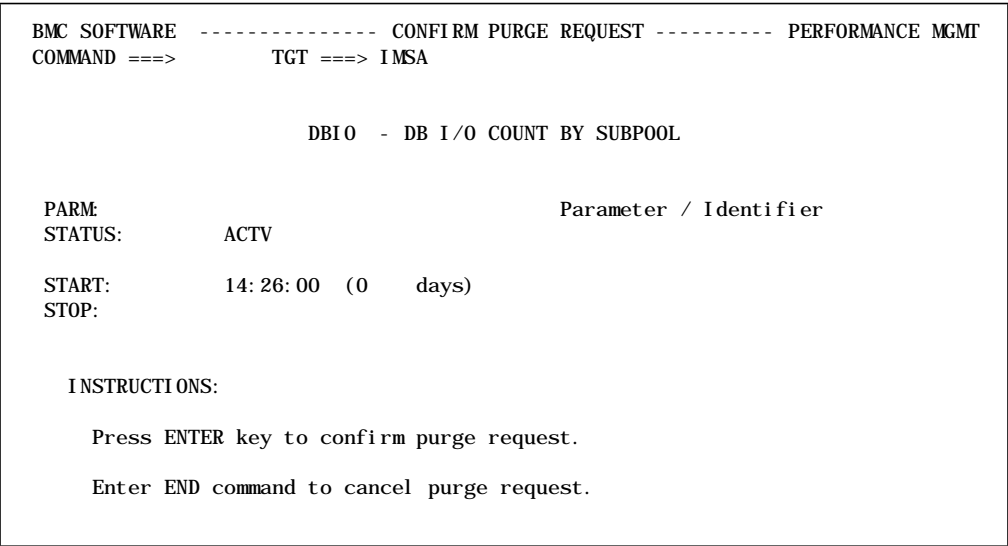 BMC SOFTWARE --------------- CONFIRM PURGE REQUEST ---------- PERFORMANCE MGMT
COMMAND ===> TGT ===> IMSA
DBIO - DB I/O COUNT BY SUBPOOL
PARM: Parameter / Identifier
STATUS: ACTV
START: 14:26:00 (0 days)
STOP:
INSTRUCTIONS:
Press ENTER key to confirm purge request.
Enter END command to cancel purge request.